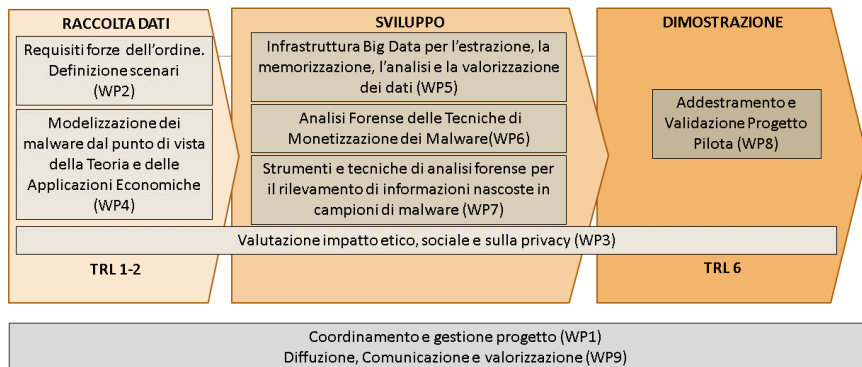 RACCOLTA DATI
Requisiti forze dell'ordine.
Definizione scenari
(WP2)
Modelizzazione dei
malware dal punto di vista
della Teoria e delle
Applicazioni Economiche
(WP4)
SVILUPPO
Infrastruttura Big Data per l'estrazione, la
memorizzazione, l'analisi e la valorizzazione
dei dati (WP5)
Analisi Forense delle Tecniche di
Monetizzazione dei Malware(WP6)
Strumenti e tecniche di analisi forense per
il rilevamento di informazioni nascoste in
campioni di malware (WP7)
DIMOSTRAZIONE
Addestramento e
Validazione Progetto
Pilota (WP8)
Valutazione impatto etico, sociale e sulla privacy (WP3)
TRL 1-2
TRL 6
Coordinamento e gestione progetto (WP1)
Diffuzione, Comunicazione e valorizzazione (WP9)